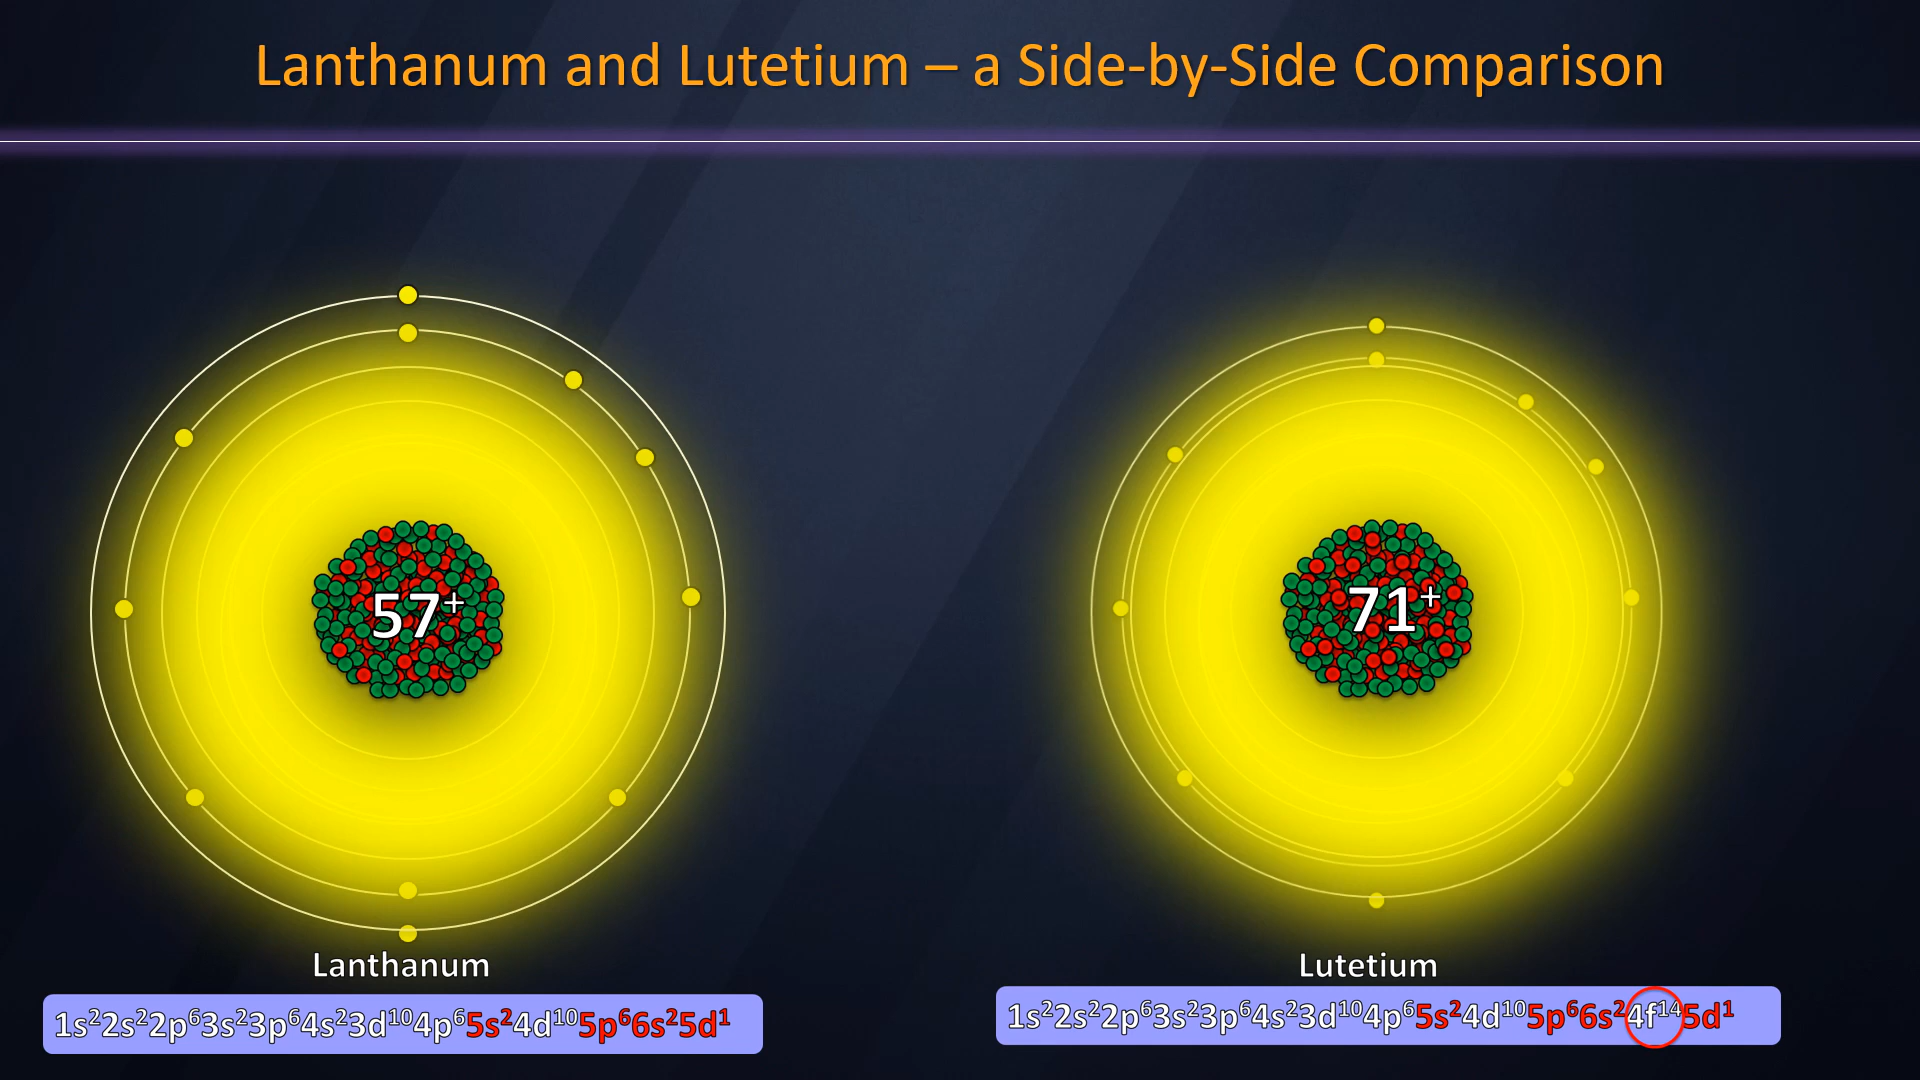 Lanthanum and Lutetium – a Side-by-Side Comparison
57⁺
71⁺
Lanthanum
Lutetium
1s²2s²2p⁶3s²3p⁶4s²3d¹⁰4p⁶5s²4d¹⁰5p⁶6s²5d¹
1s²2s²2p⁶3s²3p⁶4s²3d¹⁰4p⁶5s²4d¹⁰5p⁶6s²4f¹⁴5d¹